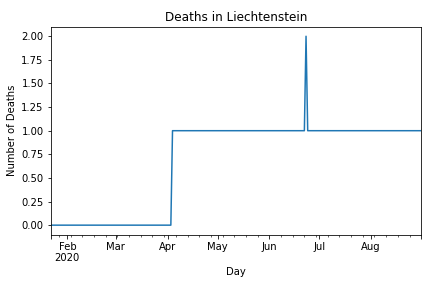 Deaths in Liechtenstein
2.00
1.75
1.50
1.25
1.00
0.75
0.50
0.25
0.00
Number of Deaths
Feb Mar Apr May Jun Jul Aug
2020
Day